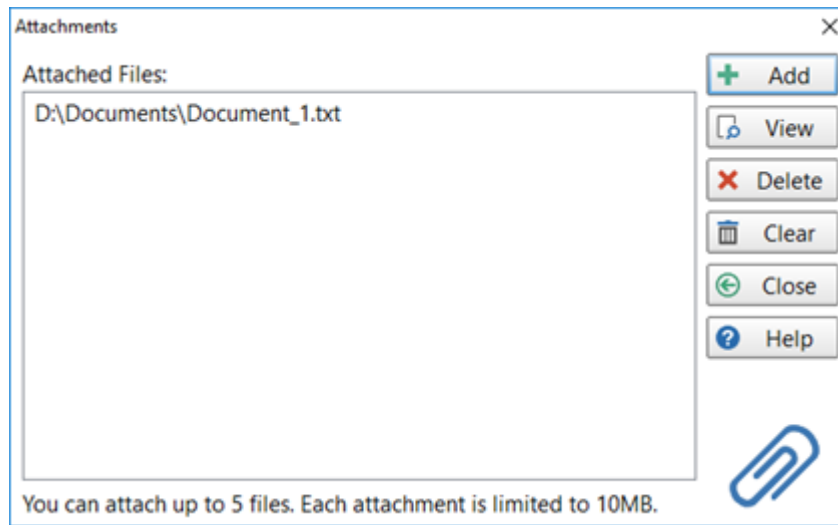 Attachments
Attached Files:
D:\Documents\Document_1.txt
Add
View
Delete
Clear
Close
Help
You can attach up to 5 files. Each attachment is limited to 10MB.